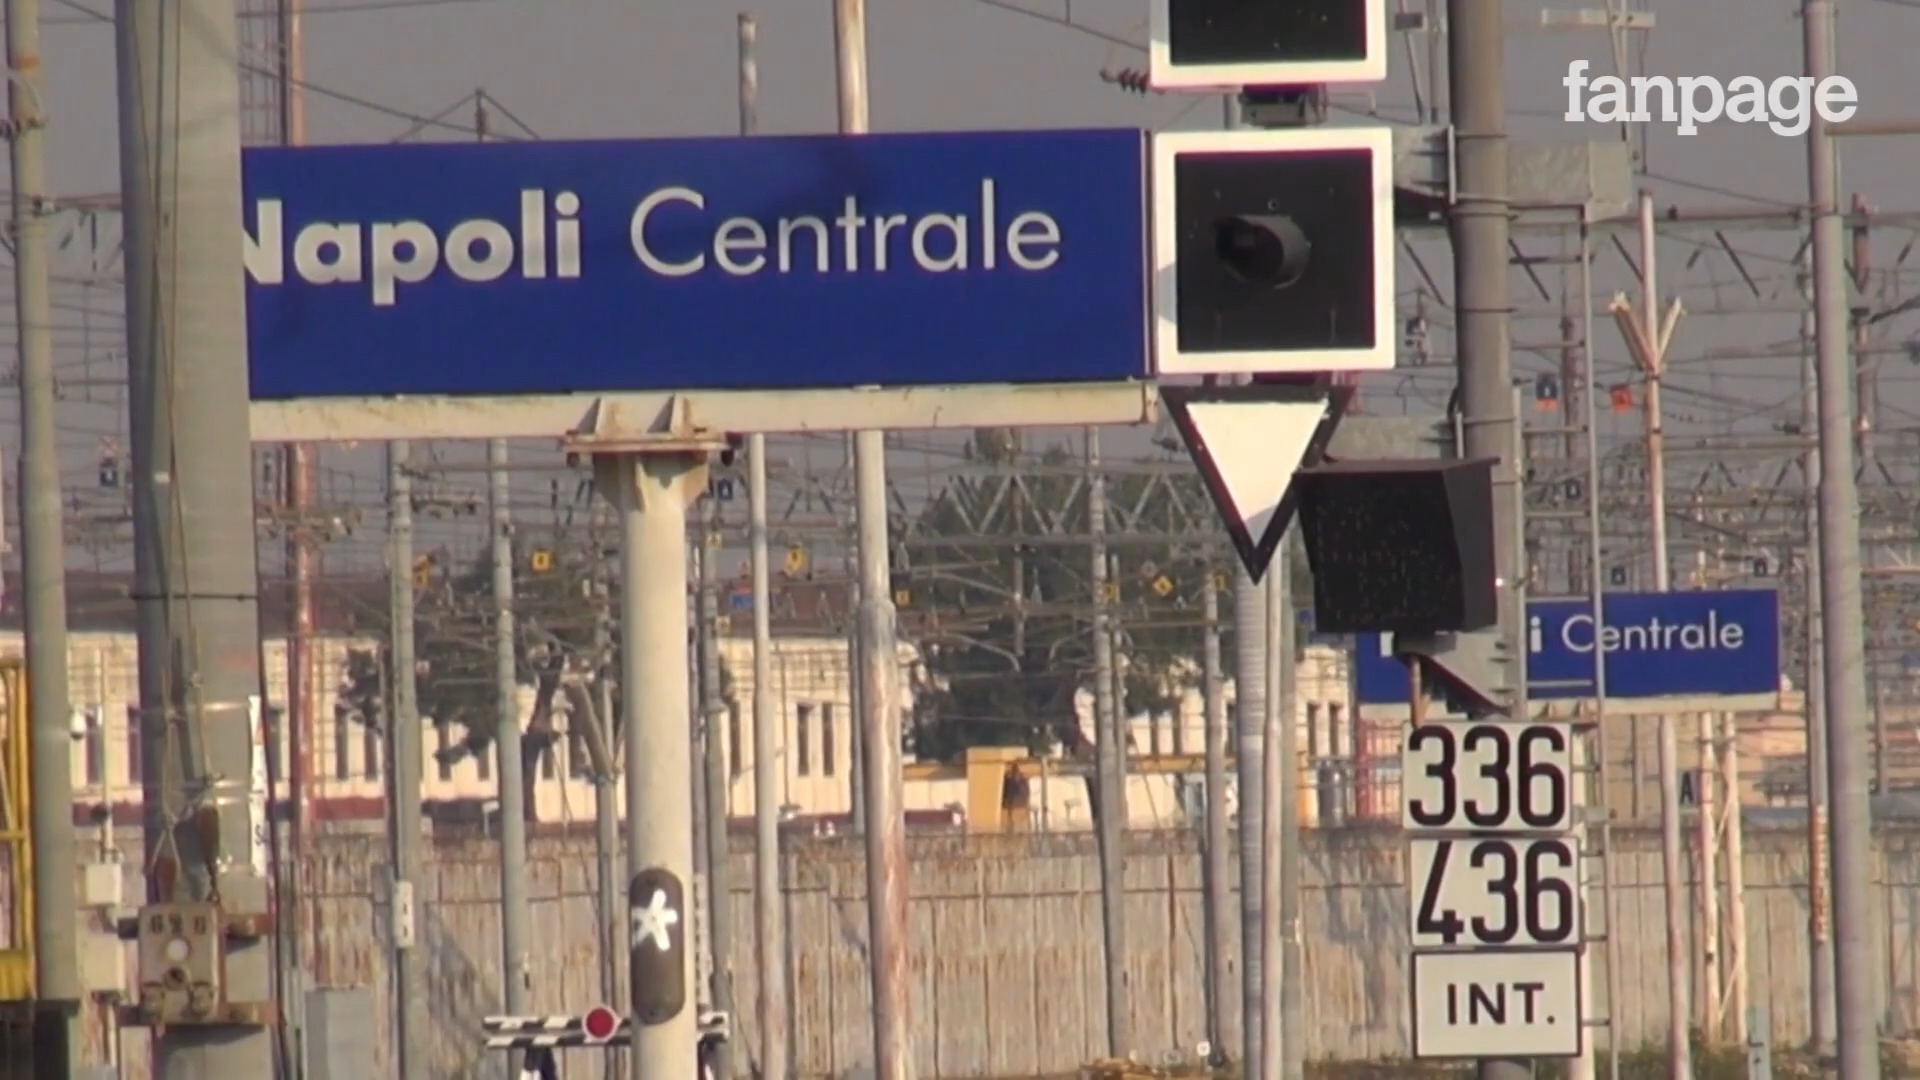 fanpage
Napoli Centrale
i Centrale
336
436
INT.